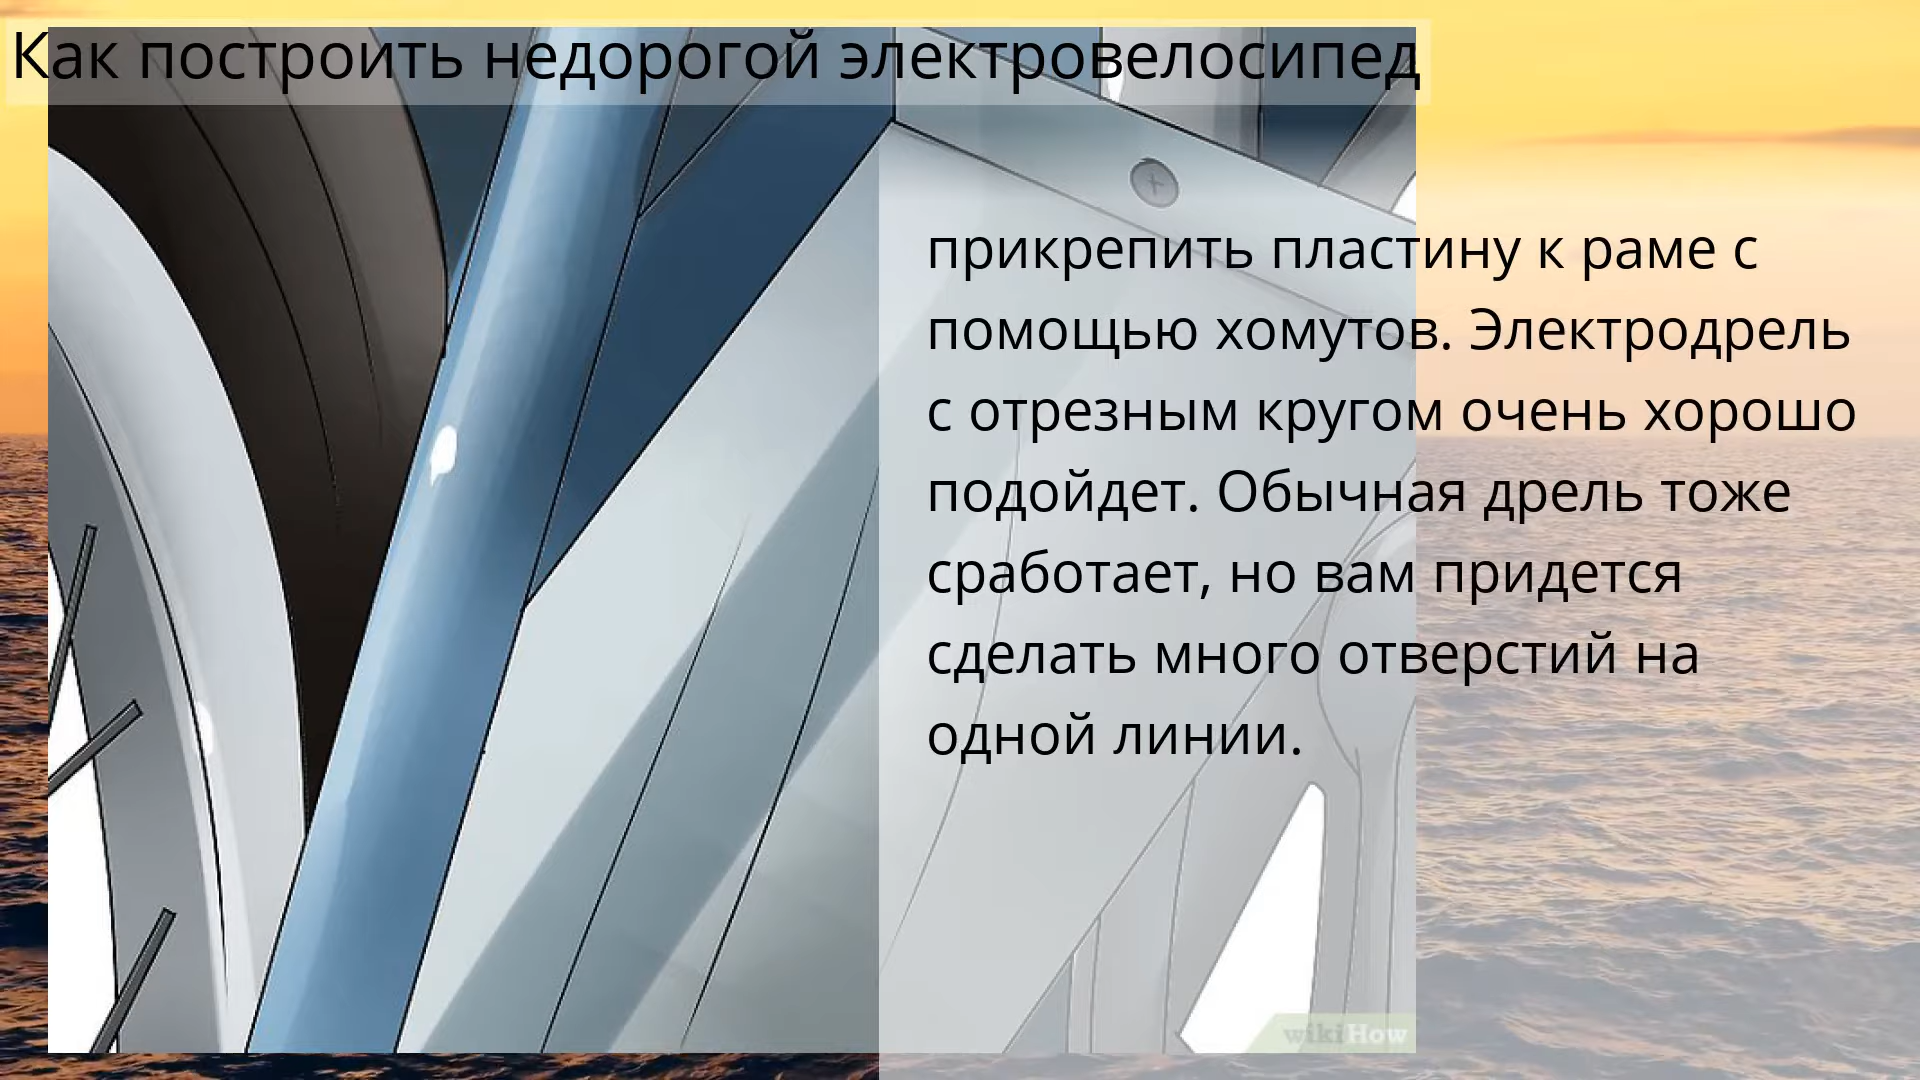 Как построить недорогой электровелосипед
прикрепить пластину к раме с
помощью хомутов. Электродрель
с отрезным кругом очень хорошо
подойдет. Обычная дрель тоже
сработает, но вам придется
сделать много отверстий на
одной линии.
wikiHow